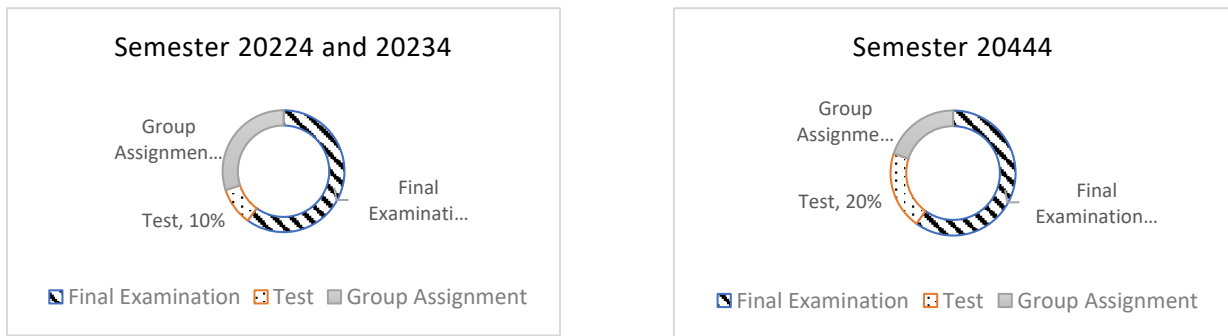 Semester 20224 and 20234
Group
Assignmen...
Test, 10%
Final
Examinati...
Final Examination Test Group Assignment
Semester 20444
Group
Assignme...
Test, 20%
Final
Examination...
Final Examination Test Group Assignment